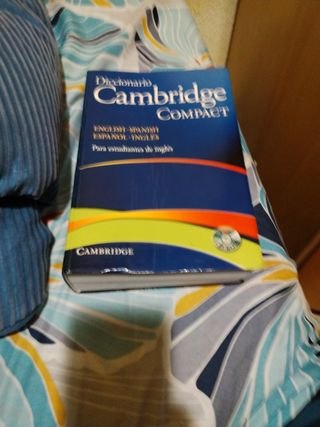 Diccionario
Cambridge
COMPACT
ENGLISH - SPANISH
ESPAÑOL - INGLÉS
Para estudiantes de inglés
CAMBRIDGE